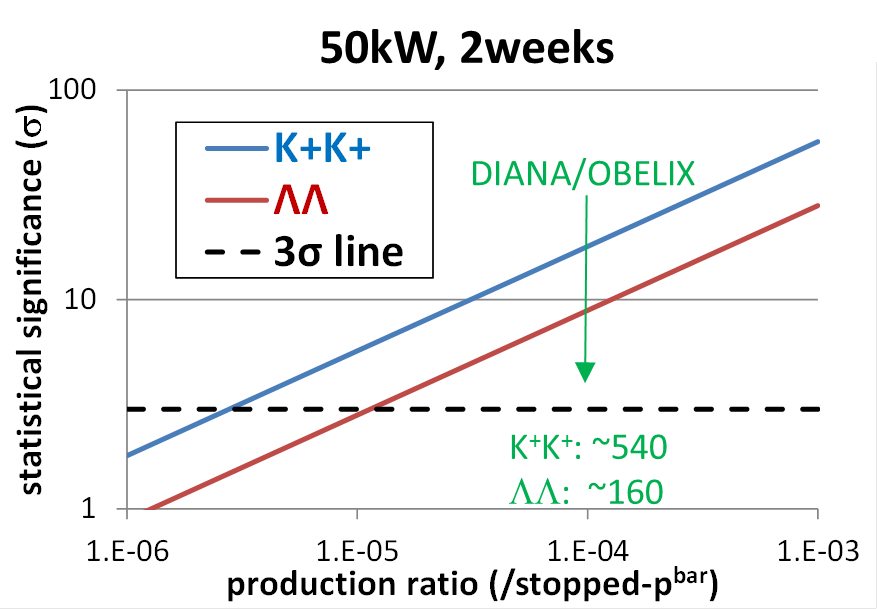 50kW, 2weeks
statistical significance (σ)
100
10
1
K+K+
ΛΛ
3σ line
DIANA/OBELIX
K⁺K⁺: ~540
ΛΛ: ~160
1.E-06
1.E-05
1.E-04
1.E-03
production ratio (/stopped-pᵇᵃʳ)